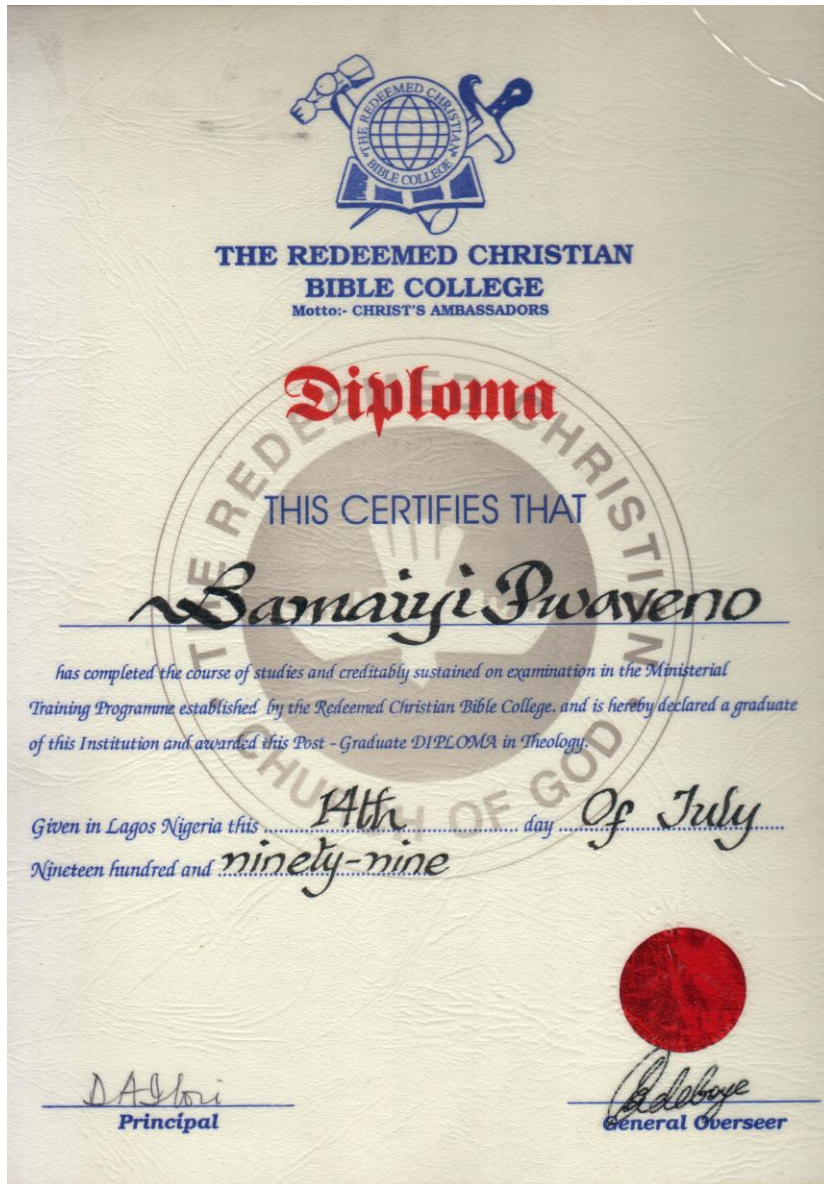 THE REDEEMED CHRISTIAN
BIBLE COLLEGE
THE REDEEMED CHRISTIAN
BIBLE COLLEGE
Motto:- CHRIST'S AMBASSADORS
Diploma
THIS CERTIFIES THAT
Bamaiyi Pwaveno
has completed the course of studies and creditably sustained on examination in the Ministerial
Training Programme established by the Redeemed Christian Bible College. and is hereby declared a graduate
of this Institution and awarded this Post - Graduate DIPLOMA in Theology.
THE REDEEMED CHRISTIAN CHURCH OF GOD
Given in Lagos Nigeria this 14th day Of July
Nineteen hundred and ninety-nine
D A Ilori
Adeboye
Principal
General Overseer